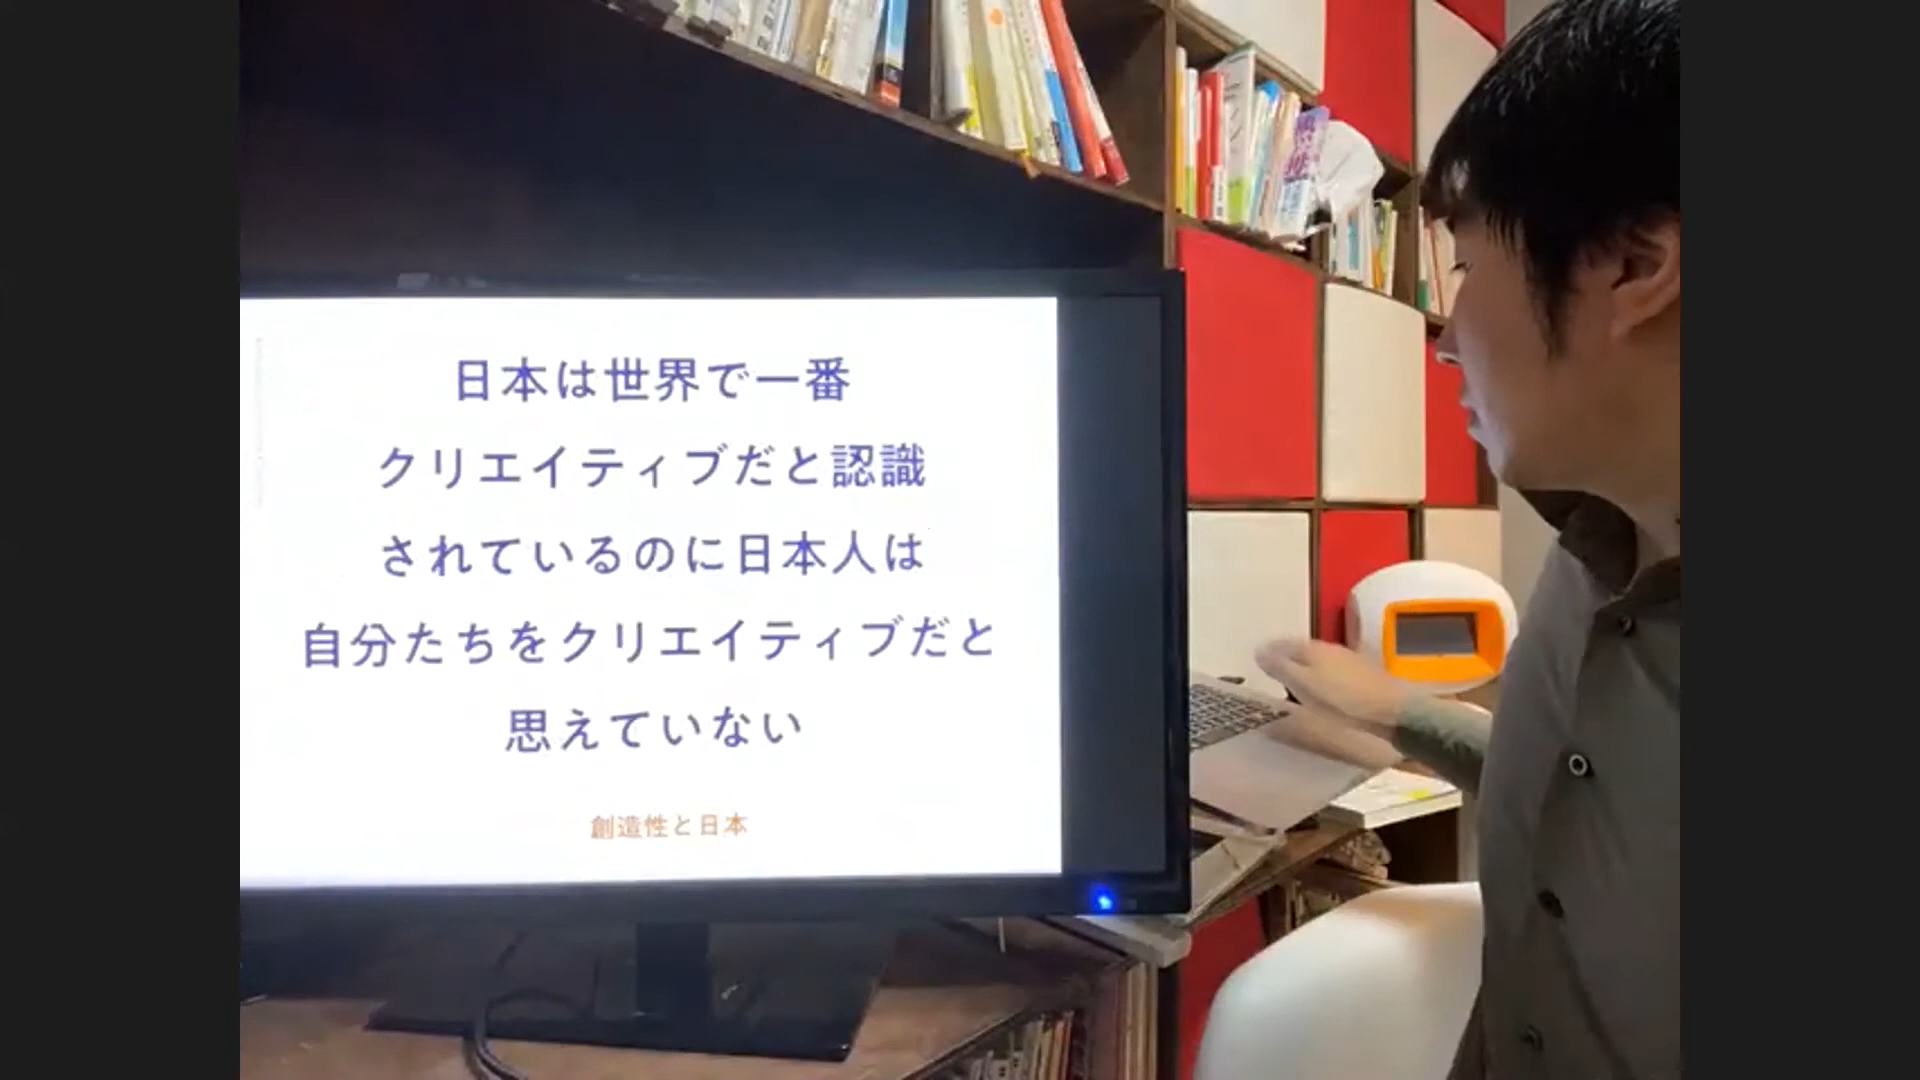 日本は世界で一番
クリエイティブだと認識
されているのに日本人は
自分たちをクリエイティブだと
思えていない
創造性と日本